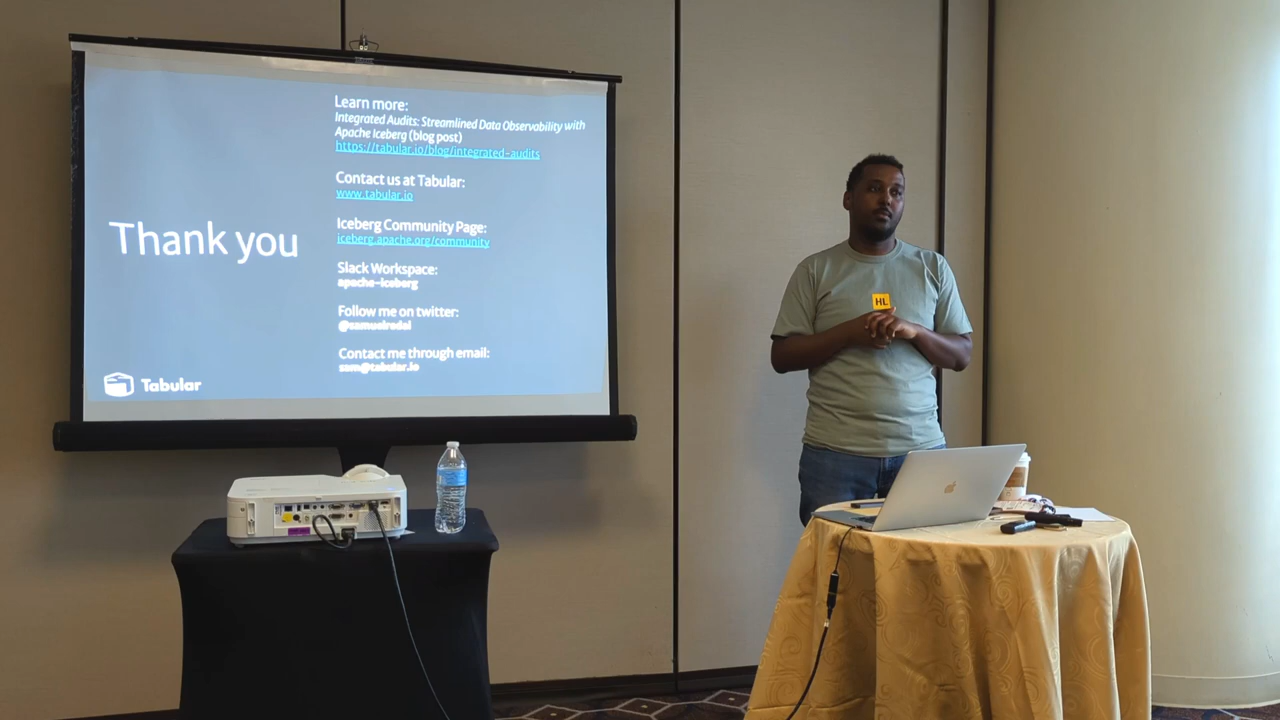 Thank you
Learn more:
Integrated Audits: Streamlined Data Observability with
Apache Iceberg (blog post)
https://tabular.io/blog/integrated-audits
Contact us at Tabular:
www.tabular.io
Iceberg Community Page:
iceberg.apache.org/community
Slack Workspace:
apache-iceberg
Follow me on twitter:
@samuelredai
Contact me through email:
sam@tabular.io
Tabular
HL